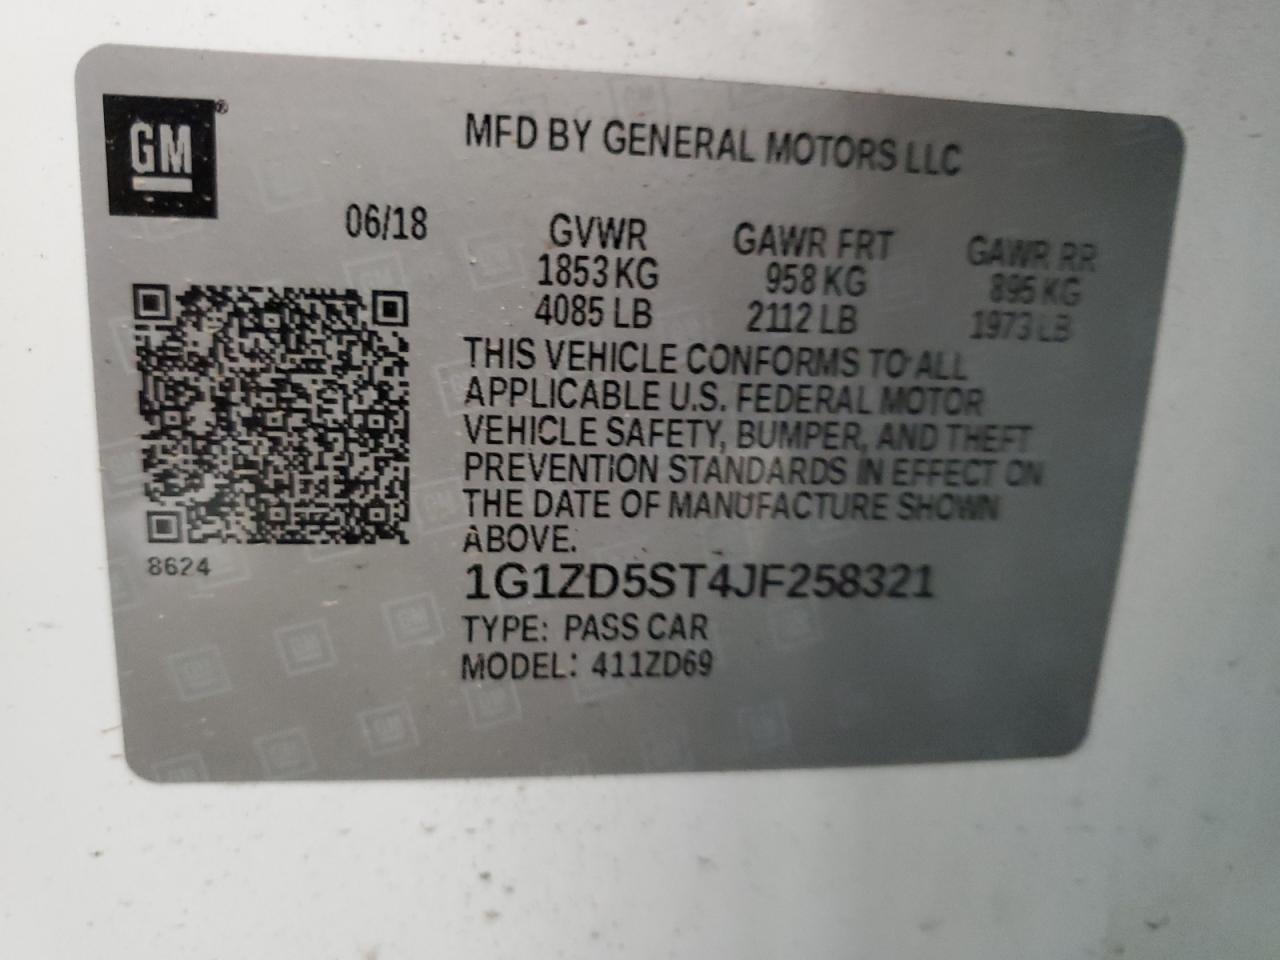 GM
MFD BY GENERAL MOTORS LLC
06/18
GVWR GAWR FRT GAWR RR
1853 KG 958 KG 895 KG
4085 LB 2112 LB 1973 LB
THIS VEHICLE CONFORMS TO ALL
APPLICABLE U.S. FEDERAL MOTOR
VEHICLE SAFETY, BUMPER, AND THEFT
PREVENTION STANDARDS IN EFFECT ON
THE DATE OF MANUFACTURE SHOWN
ABOVE.
8624
1G1ZD5ST4JF258321
TYPE: PASS CAR
MODEL: 411ZD69